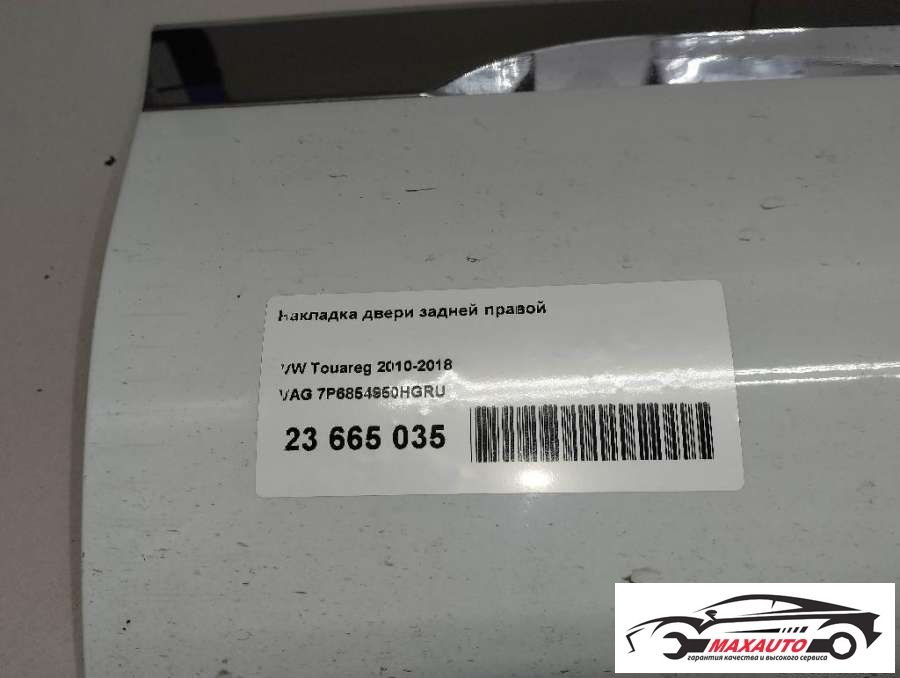 Накладка двери задней правой
VW Touareg 2010-2018
VAG 7P6854950HGRU
23 665 035
MAXAUTO
гарантия качества и высокого сервиса